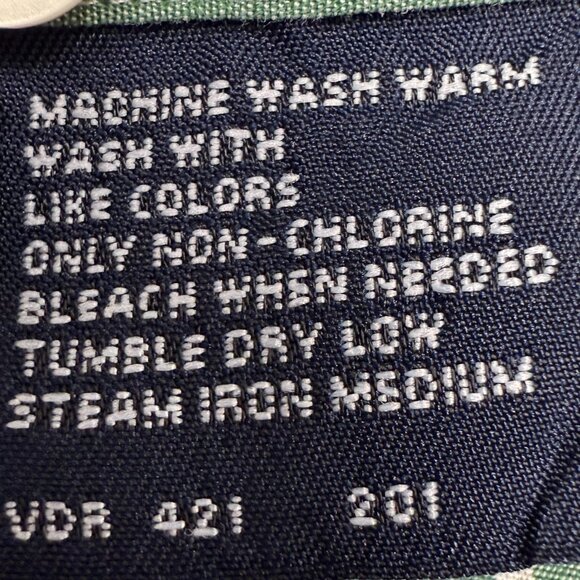 MACHINE WASH WARM
WASH WITH
LIKE COLORS
ONLY NON-CHLORINE
BLEACH WHEN NEEDED
TUMBLE DRY LOW
STEAM IRON MEDIUM
VDR 421 201